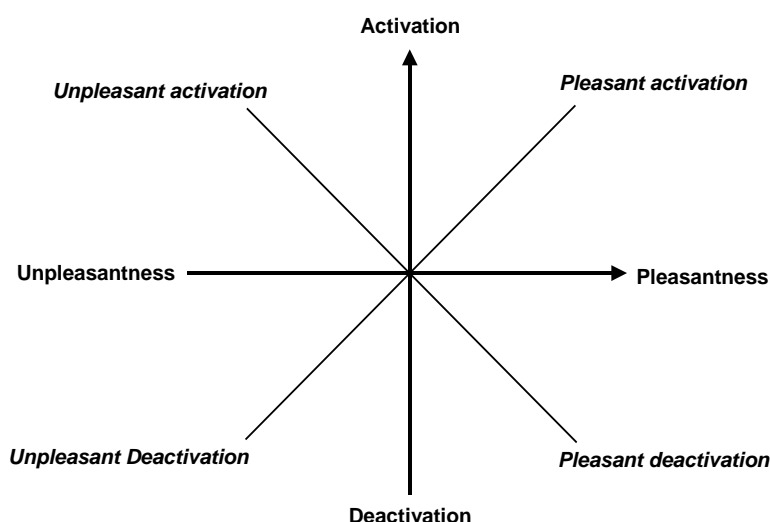 Activation
Unpleasant activation
Pleasant activation
Unpleasantness
Pleasantness
Unpleasant Deactivation
Pleasant deactivation
Deactivation